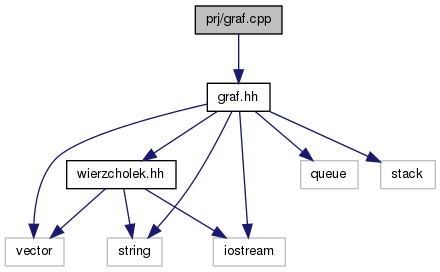 prj/graf.cpp
graf.hh
wierzcholek.hh
queue
stack
vector
string
iostream